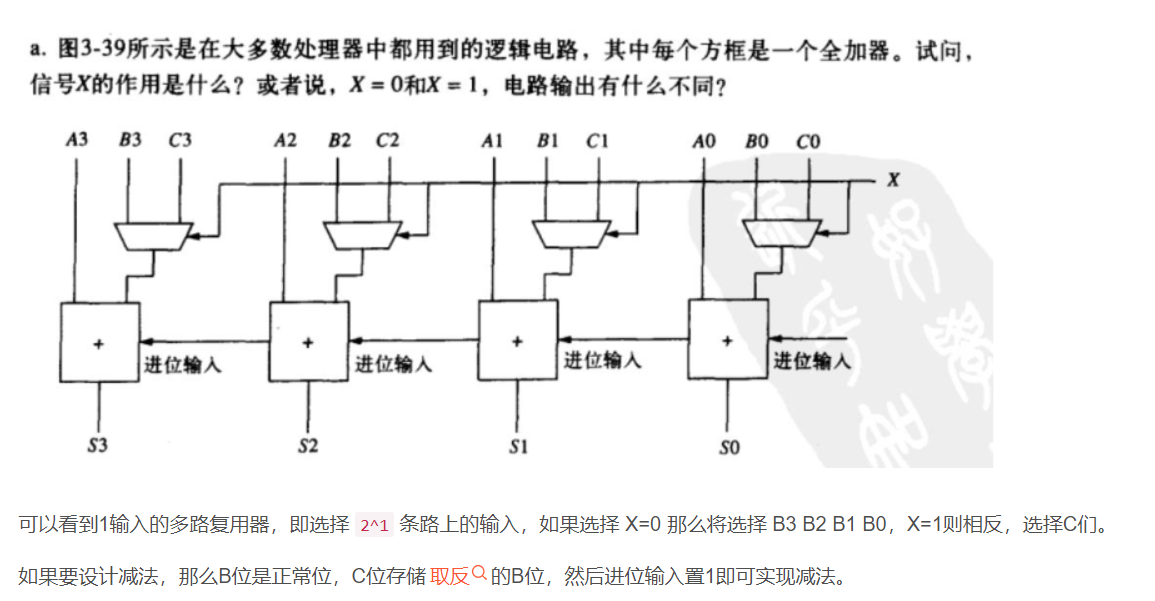 a. 图3-39所示是在大多数处理器中都用到的逻辑电路，其中每个方框是一个全加器。试问，
信号X的作用是什么？或者说，X = 0和X = 1，电路输出有什么不同？
A3 B3 C3 A2 B2 C2 A1 B1 C1 A0 B0 C0
X
+ + + +
进位输入 进位输入 进位输入 进位输入
S3 S2 S1 S0
可以看到1输入的多路复用器，即选择 2^1 条路上的输入，如果选择 X=0 那么将选择 B3 B2 B1 B0，X=1则相反，选择C们。
如果要设计减法，那么B位是正常位，C位存储 取反 的B位，然后进位输入置1即可实现减法。